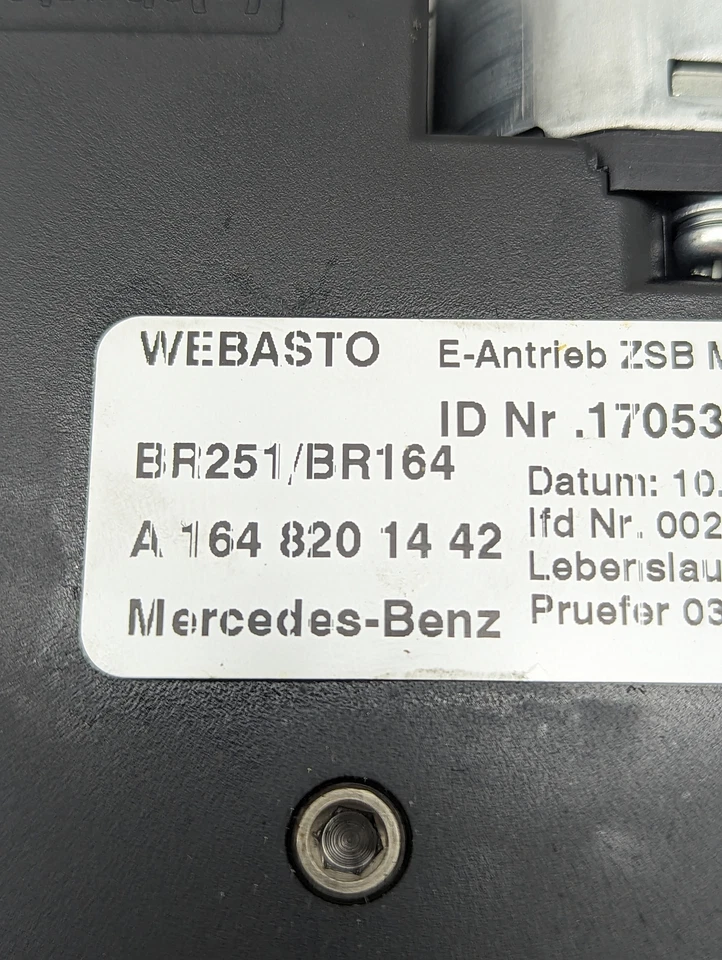 WEBASTO
E-Antrieb ZSB M
ID Nr .17053
BR251/BR164
Datum: 10.
A 164 820 14 42
lfd Nr. 002
Lebenslau
Mercedes-Benz
Pruefer 03